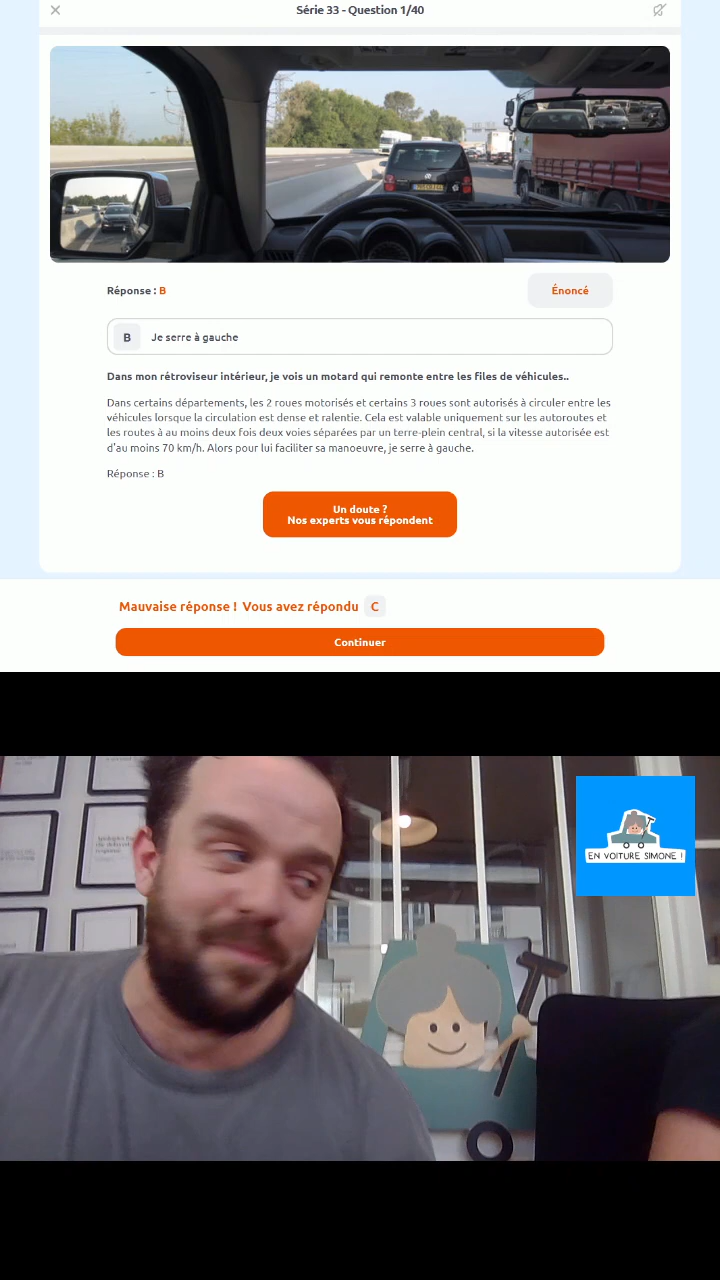 Série 33 - Question 1/40
Réponse : B
Énoncé
B
Je serre à gauche
Dans mon rétroviseur intérieur, je vois un motard qui remonte entre les files de véhicules..
Dans certains départements, les 2 roues motorisés et certains 3 roues sont autorisés à circuler entre les
véhicules lorsque la circulation est dense et ralentie. Cela est valable uniquement sur les autoroutes et
les routes à au moins deux fois deux voies séparées par un terre-plein central, si la vitesse autorisée est
d'au moins 70 km/h. Alors pour lui faciliter sa manoeuvre, je serre à gauche.
Réponse : B
Un doute ?
Nos experts vous répondent
Mauvaise réponse ! Vous avez répondu C
Continuer
EN VOITURE SIMONE !